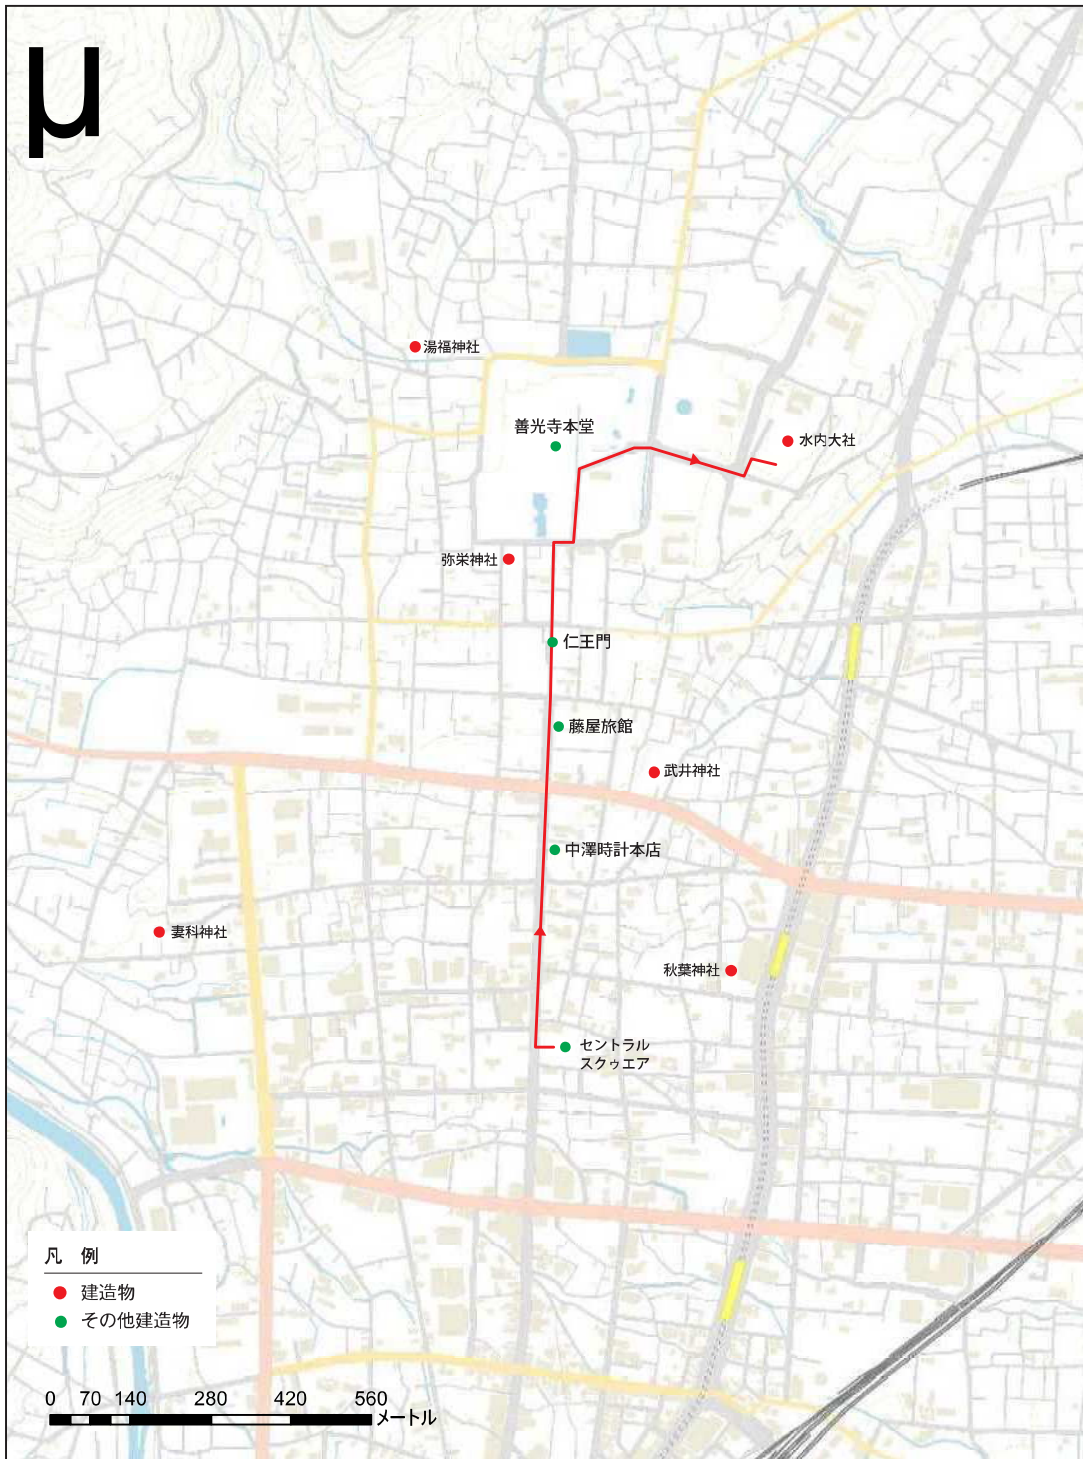 μ
湯福神社
善光寺本堂
水内大社
弥栄神社
仁王門
藤屋旅館
武井神社
中澤時計本店
妻科神社
秋葉神社
セントラル
スクゥエア
凡 例
建造物
その他建造物
0 70 140 280 420 560
メートル